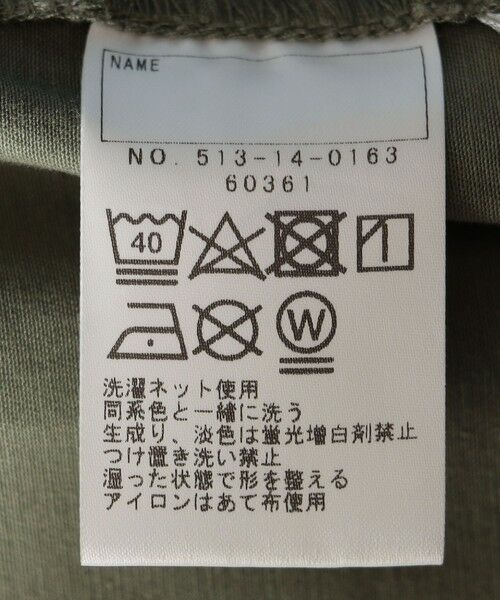 NAME
NO. 513-14-0163
60361
40
W
洗濯ネット使用
同系色と一緒に洗う
生成り、淡色は蛍光増白剤禁止
つけ置き洗い禁止
湿った状態で形を整える
アイロンはあて布使用